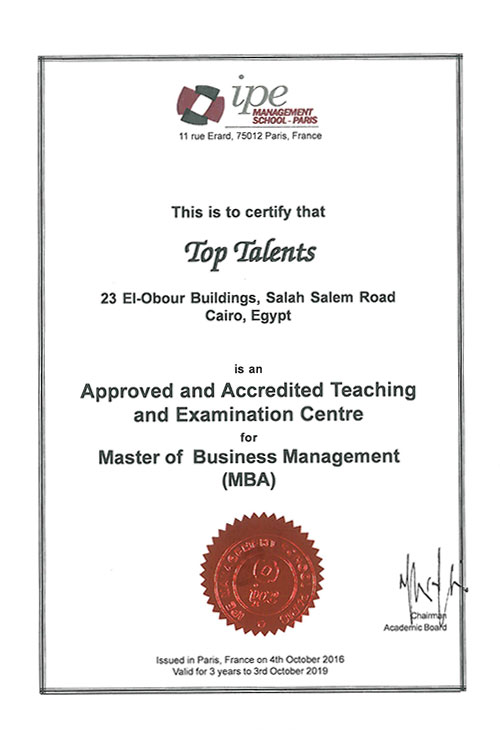 ipe
MANAGEMENT
SCHOOL - PARIS
11 rue Erard, 75012 Paris, France
This is to certify that
Top Talents
23 El-Obour Buildings, Salah Salem Road
Cairo, Egypt
is an
Approved and Accredited Teaching
and Examination Centre
for
Master of Business Management
(MBA)
Chairman
Academic Board
Issued in Paris, France on 4th October 2016
Valid for 3 years to 3rd October 2019